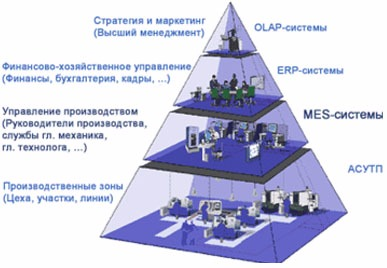 Стратегия и маркетинг
(Высший менеджмент)
OLAP-системы
Финансово-хозяйственное управление
(Финансы, бухгалтерия, кадры, ...)
ERP-системы
Управление производством
(Руководители производства,
службы гл. механика,
гл. технолога, ...)
MES-системы
АСУТП
Производственные зоны
(Цеха, участки, линии)